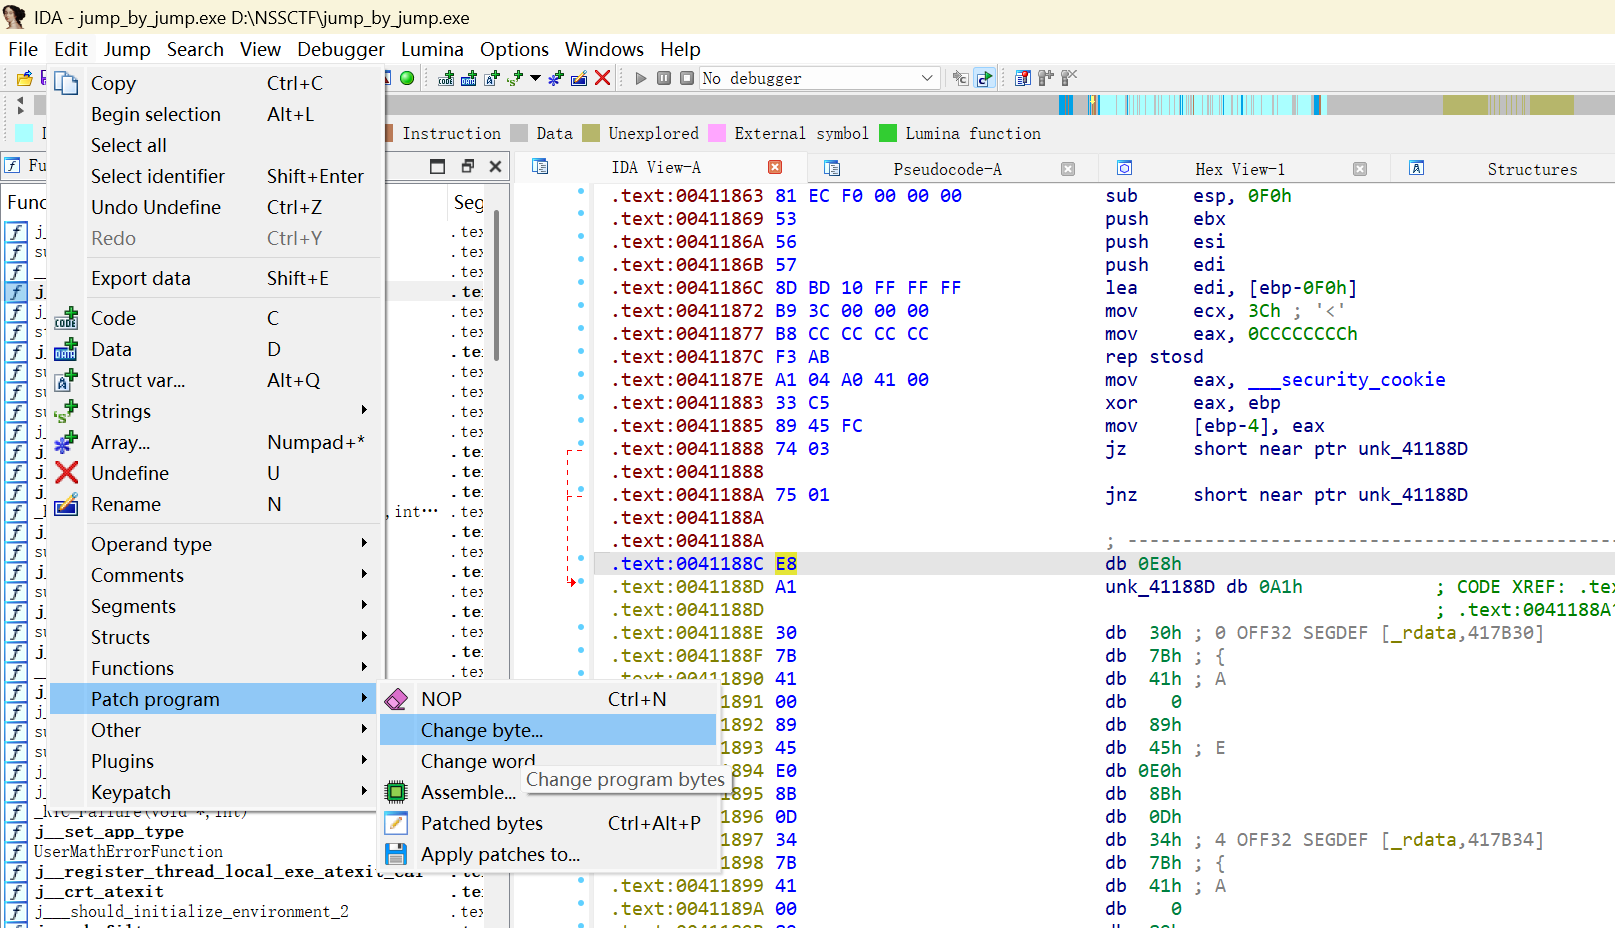 IDA - jump_by_jump.exe D:\NSSCTF\jump_by_jump.exe
File Edit Jump Search View Debugger Lumina Options Windows Help
No debugger
Instruction Data Unexplored External symbol Lumina function
IDA View-A Pseudocode-A Hex View-1 Structures
Copy Ctrl+C
Begin selection Alt+L
Select all
Select identifier Shift+Enter
Undo Undefine Ctrl+Z
Redo Ctrl+Y
Export data Shift+E
Code C
Data D
Struct var... Alt+Q
Strings
Array... Numpad+*
Undefine U
Rename N
Operand type
Comments
Segments
Structs
Functions
Patch program
Other
Plugins
Keypatch
NOP Ctrl+N
Change byte...
Change word
Change program bytes
Assemble...
Patched bytes Ctrl+Alt+P
Apply patches to...
Func Seg
j__set_app_type
UserMathErrorFunction
j__register_thread_local_exe_atexit_cal
j__crt_atexit
j___should_initialize_environment_2
.text:00411863 81 EC F0 00 00 00 sub esp, 0F0h
.text:00411869 53 push ebx
.text:0041186A 56 push esi
.text:0041186B 57 push edi
.text:0041186C 8D BD 10 FF FF FF lea edi, [ebp-0F0h]
.text:00411872 B9 3C 00 00 00 mov ecx, 3Ch ; '<'
.text:00411877 B8 CC CC CC CC mov eax, 0CCCCCCCCh
.text:0041187C F3 AB rep stosd
.text:0041187E A1 04 A0 41 00 mov eax, ___security_cookie
.text:00411883 33 C5 xor eax, ebp
.text:00411885 89 45 FC mov [ebp-4], eax
.text:00411888 74 03 jz short near ptr unk_41188D
.text:00411888
.text:0041188A 75 01 jnz short near ptr unk_41188D
.text:0041188A
.text:0041188A ; ------------------------------------------
.text:0041188C E8 db 0E8h
.text:0041188D A1 unk_41188D db 0A1h ; CODE XREF: .te
.text:0041188D ; .text:0041188A
.text:0041188E 30 db 30h ; 0 OFF32 SEGDEF [_rdata,417B30]
.text:0041188F 7B db 7Bh ; {
.text:00411890 41 db 41h ; A
1891 00 db 0
1892 89 db 89h
1893 45 db 45h ; E
1894 E0 db 0E0h
1895 8B db 8Bh
1896 0D db 0Dh
1897 34 db 34h ; 4 OFF32 SEGDEF [_rdata,417B34]
1898 7B db 7Bh ; {
.text:00411899 41 db 41h ; A
.text:0041189A 00 db 0